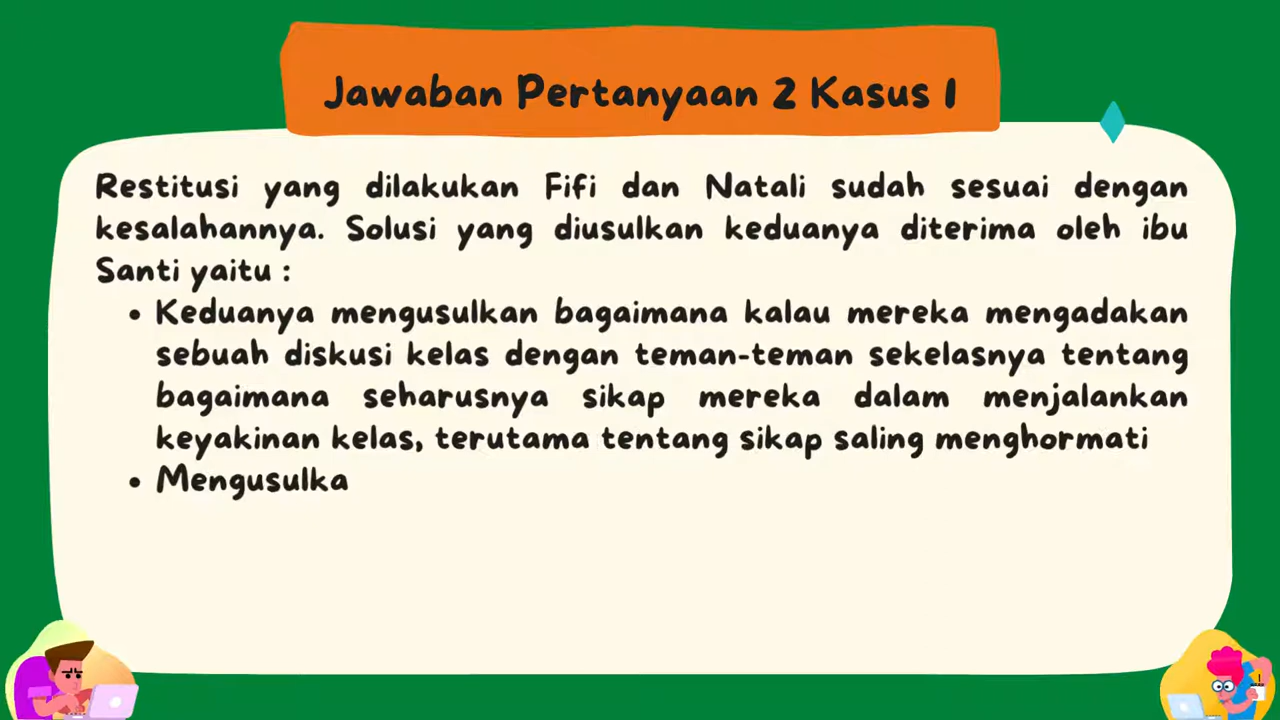 Jawaban Pertanyaan 2 Kasus 1
Restitusi yang dilakukan Fifi dan Natali sudah sesuai dengan
kesalahannya. Solusi yang diusulkan keduanya diterima oleh ibu
Santi yaitu :
• Keduanya mengusulkan bagaimana kalau mereka mengadakan
sebuah diskusi kelas dengan teman-teman sekelasnya tentang
bagaimana seharusnya sikap mereka dalam menjalankan
keyakinan kelas, terutama tentang sikap saling menghormati
• Mengusulka